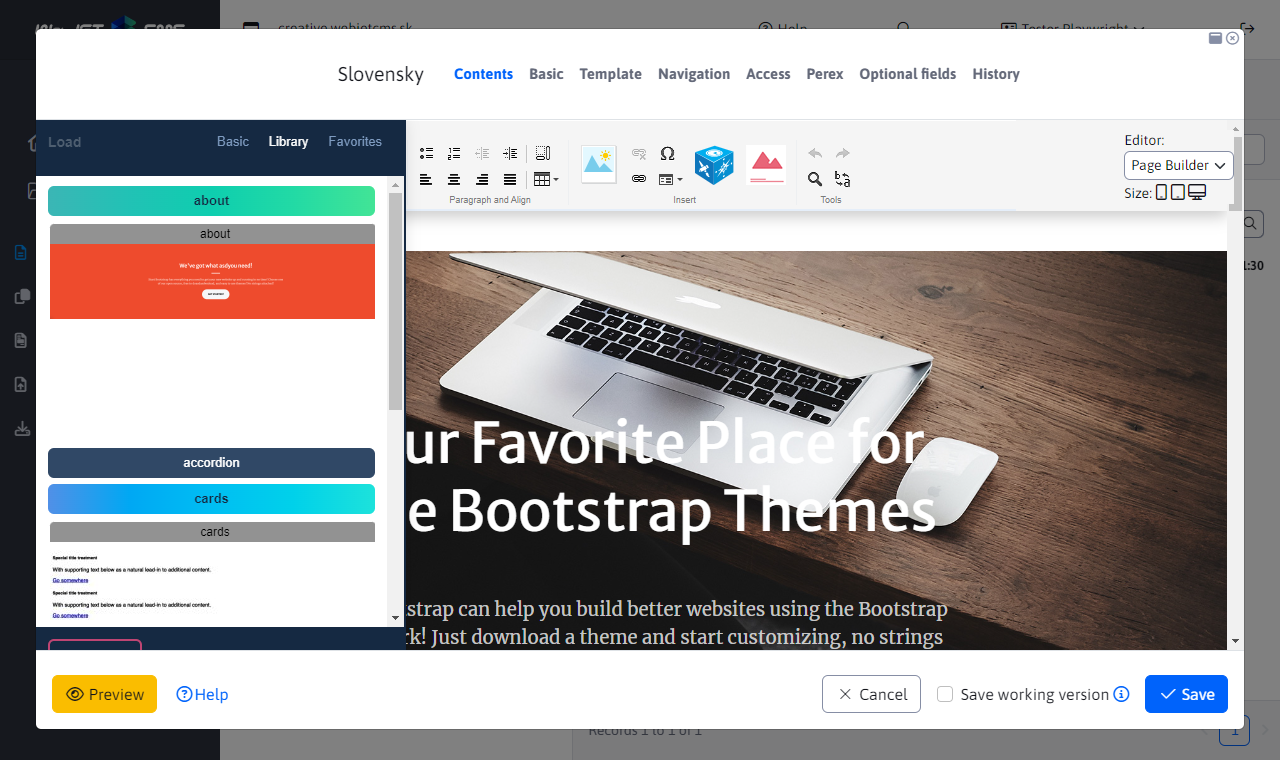 creative.webjetcms.sk
Help
Tester Playwright
Slovensky
Contents
Basic
Template
Navigation
Access
Perex
Optional fields
History
Load
Basic
Library
Favorites
Paragraph and Align
Insert
Tools
Editor:
Page Builder
Size:
about
about
We've got what asdyou need!
accordion
cards
cards
Special title treatment
With supporting text below as a natural lead-in to additional content.
Go somewhere
Special title treatment
With supporting text below as a natural lead-in to additional content.
Go somewhere
ur Favorite Place for
e Bootstrap Themes
strap can help you build better websites using the Bootstrap
rk! Just download a theme and start customizing, no strings
1:30
Preview
Help
Cancel
Save working version
Save
Records 1 to 1 of 1
1